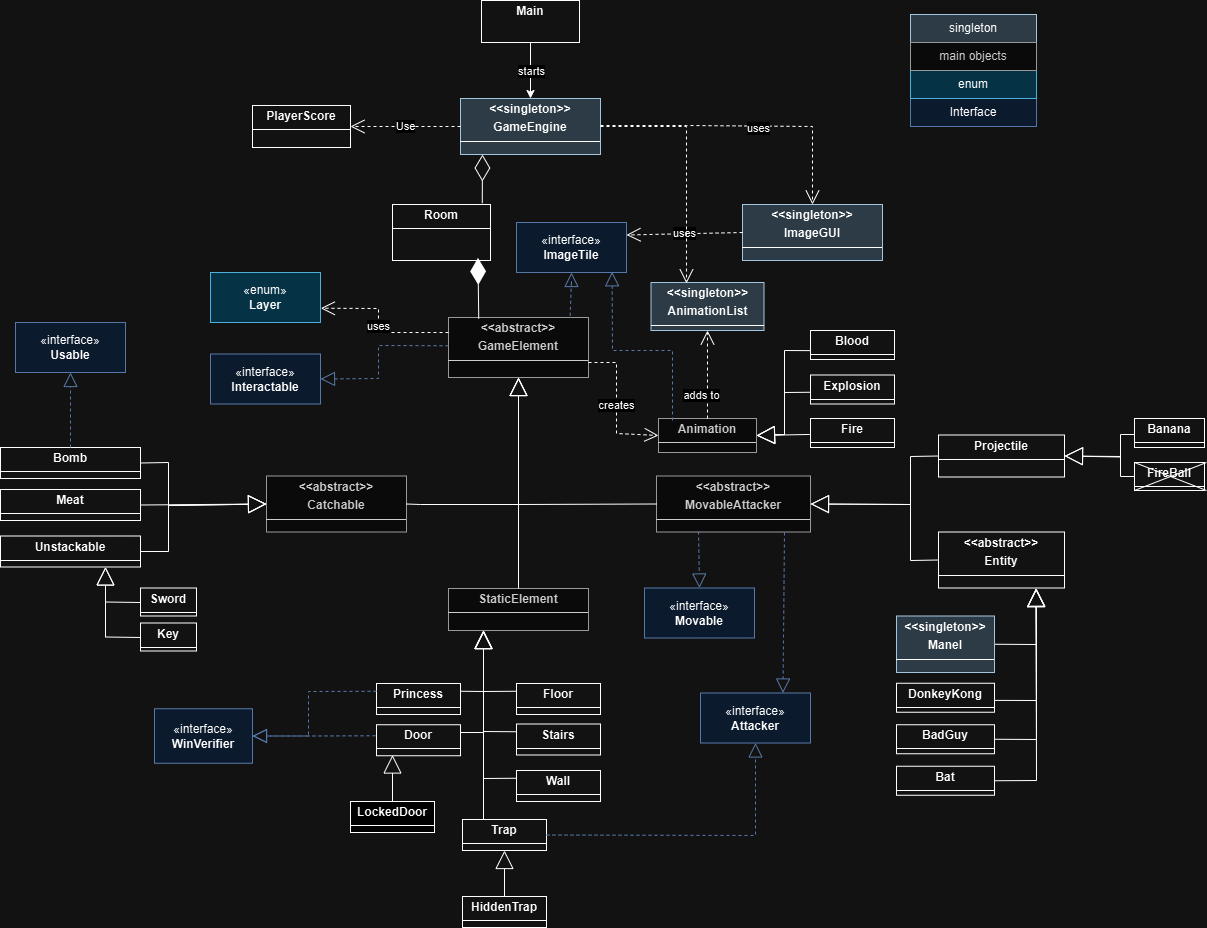 Main
singleton
main objects
enum
Interface
starts
<<singleton>>
GameEngine
PlayerScore
Use
uses
Room
<<singleton>>
ImageGUI
«interface»
ImageTile
uses
«enum»
Layer
<<singleton>>
AnimationList
uses
<<abstract>>
GameElement
«interface»
Usable
«interface»
Interactable
Blood
Explosion
adds to
creates
Animation
Fire
Banana
Projectile
FireBall
Bomb
Meat
Unstackable
<<abstract>>
Catchable
<<abstract>>
MovableAttacker
<<abstract>>
Entity
Sword
Key
StaticElement
«interface»
Movable
<<singleton>>
Manel
DonkeyKong
BadGuy
Bat
Princess
Floor
«interface»
WinVerifier
Door
Stairs
«interface»
Attacker
Wall
LockedDoor
Trap
HiddenTrap